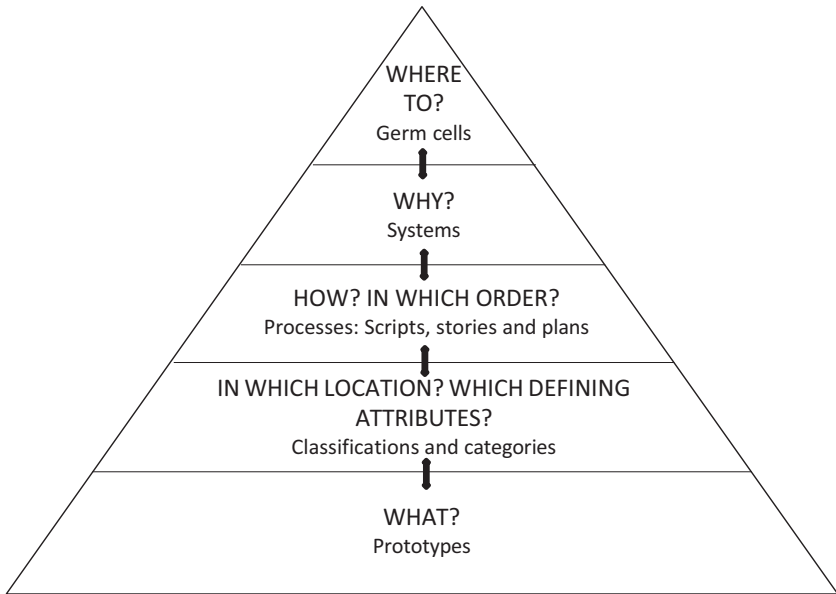 WHERE
TO?
Germ cells
WHY?
Systems
HOW? IN WHICH ORDER?
Processes: Scripts, stories and plans
IN WHICH LOCATION? WHICH DEFINING
ATTRIBUTES?
Classifications and categories
WHAT?
Prototypes